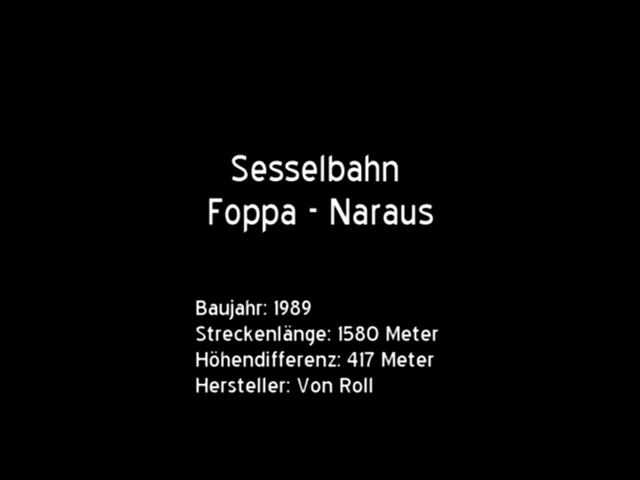 Sesselbahn
Foppa - Naraus
Baujahr: 1989
Streckenlänge: 1580 Meter
Höhendifferenz: 417 Meter
Hersteller: Von Roll